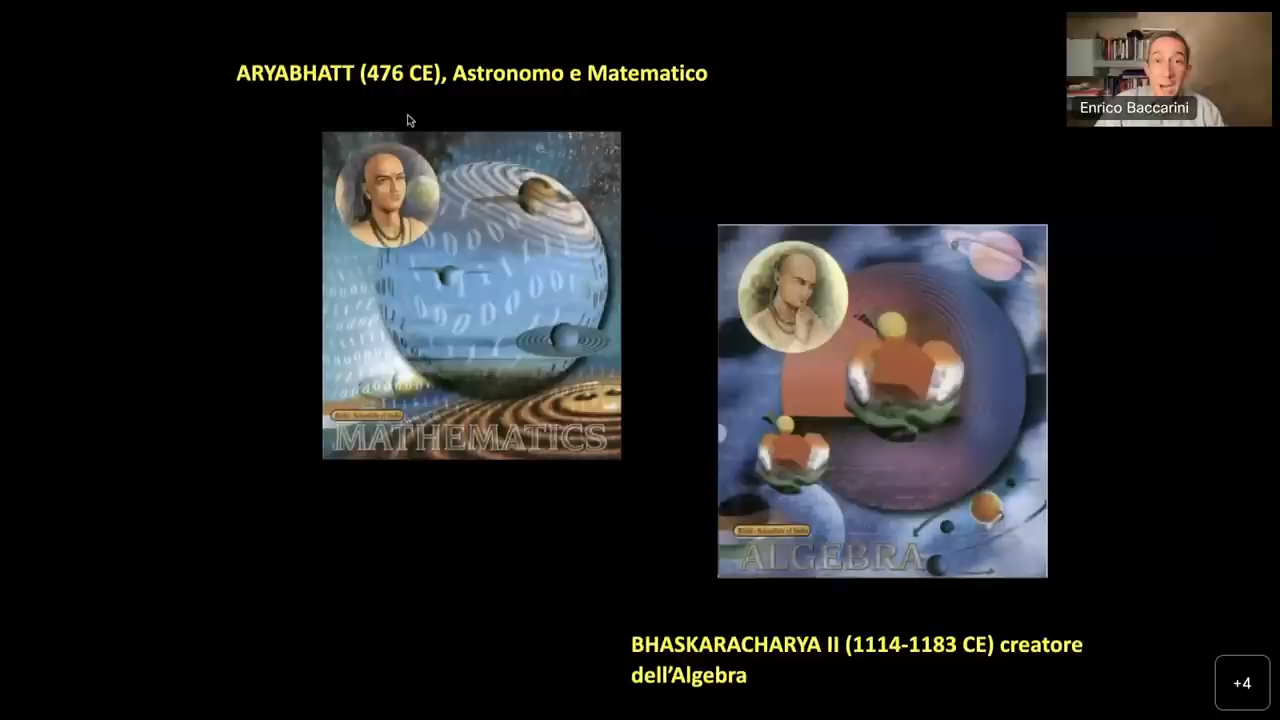 ARYABHATT (476 CE), Astronomo e Matematico
Enrico Baccarini
MATHEMATICS
ALGEBRA
BHASKARACHARYA II (1114-1183 CE) creatore
dell’Algebra
+4